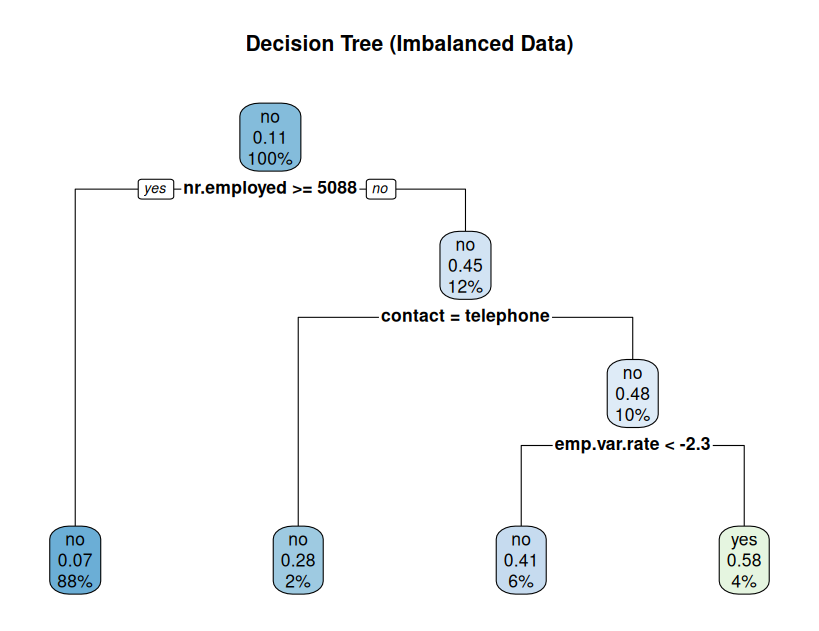 Decision Tree (Imbalanced Data)
no
0.11
100%
yes nr.employed >= 5088 no
no
0.45
12%
contact = telephone
no
0.48
10%
emp.var.rate < -2.3
no
0.07
88%
no
0.28
2%
no
0.41
6%
yes
0.58
4%